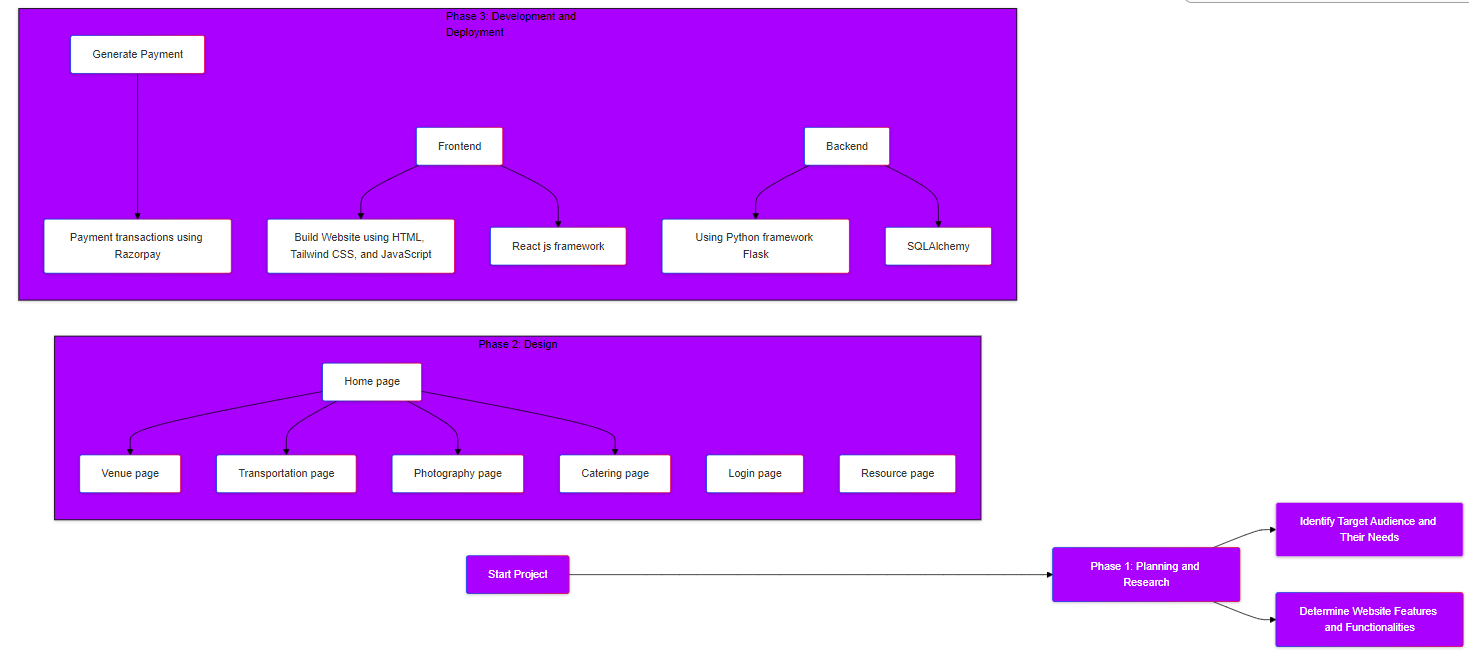 Phase 3: Development and
Deployment
Generate Payment
Frontend
Backend
Payment transactions using
Razorpay
Build Website using HTML,
Tailwind CSS, and JavaScript
React js framework
Using Python framework
Flask
SQLAlchemy
Phase 2: Design
Home page
Venue page
Transportation page
Photography page
Catering page
Login page
Resource page
Start Project
Phase 1: Planning and
Research
Identify Target Audience and
Their Needs
Determine Website Features
and Functionalities